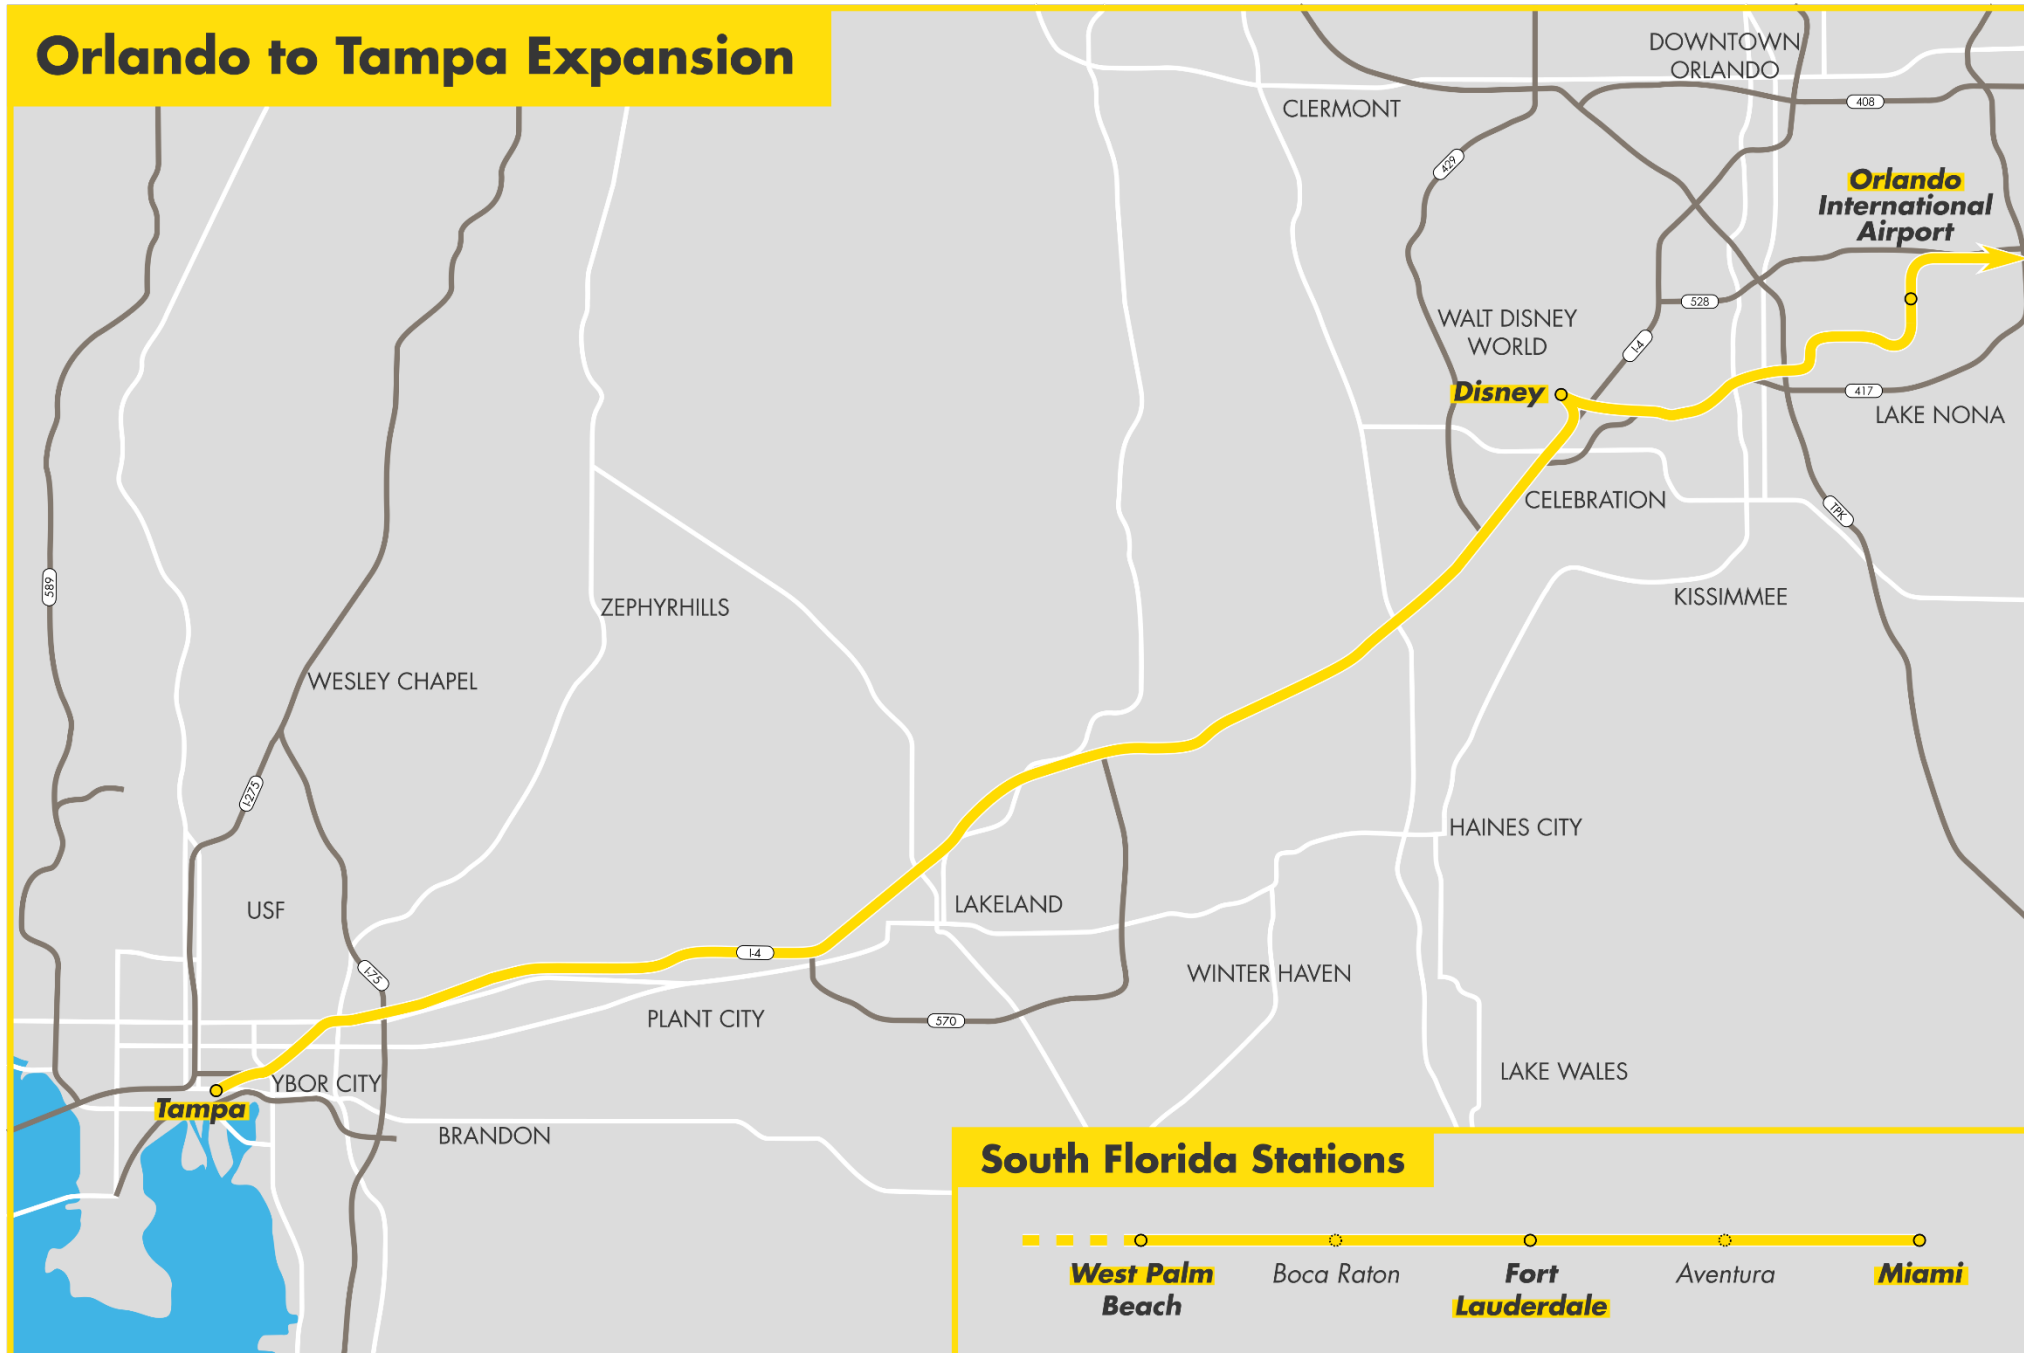 Orlando to Tampa Expansion
DOWNTOWN
ORLANDO
CLERMONT
408
429
Orlando
International
Airport
528
WALT DISNEY
WORLD
I-4
Disney
417
LAKE NONA
CELEBRATION
TPK
589
ZEPHYRHILLS
KISSIMMEE
WESLEY CHAPEL
I-275
HAINES CITY
USF
LAKELAND
I-4
I-75
WINTER HAVEN
PLANT CITY
570
YBOR CITY
LAKE WALES
Tampa
BRANDON
South Florida Stations
West Palm
Beach
Boca Raton
Fort
Lauderdale
Aventura
Miami